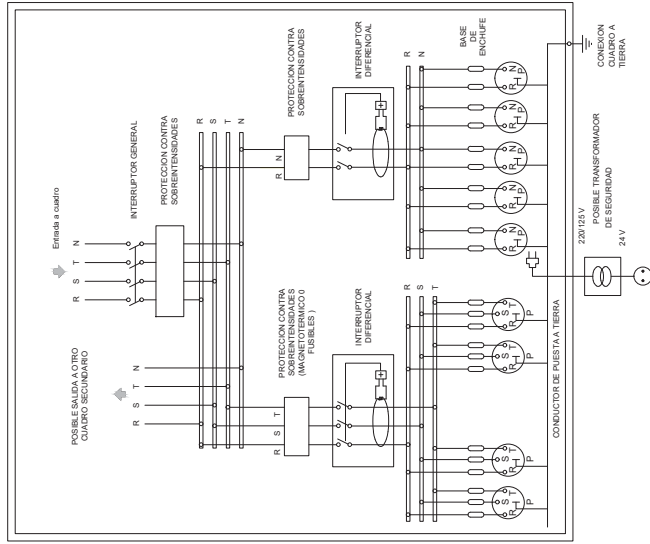 POSIBLE SALIDA A OTRO
CUADRO SECUNDARIO
R S T N
Entrada a cuadro
R S T N
INTERRUPTOR GENERAL
PROTECCION CONTRA
SOBREINTENSIDADES
R
S
T
N
R S T
PROTECCION CONTRA
SOBREINTENSIDADES
(MAGNETOTERMICO 0
FUSIBLES )
R N
PROTECCION CONTRA
SOBREINTENSIDADES
INTERRUPTOR
DIFERENCIAL
INTERRUPTOR
DIFERENCIAL
R
S
T
R
N
BASE
DE
ENCHUFE
R S T P
R S T P
R S T P
R S T P
R N P
R N P
R N P
R N P
R N P
CONDUCTOR DE PUESTA A TIERRA
CONEXION
CUADRO A
TIERRA
220/125 V
POSIBLE TRANSFORMADOR
DE SEGURIDAD
24 V